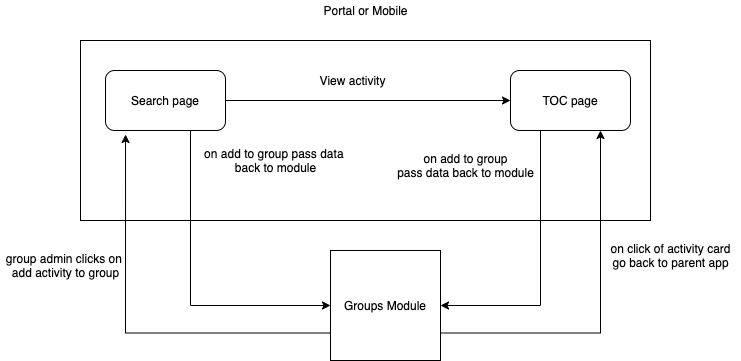 Portal or Mobile
View activity
Search page
TOC page
on add to group pass data
back to module
on add to group
pass data back to module
group admin clicks on
add activity to group
on click of activity card
go back to parent app
Groups Module